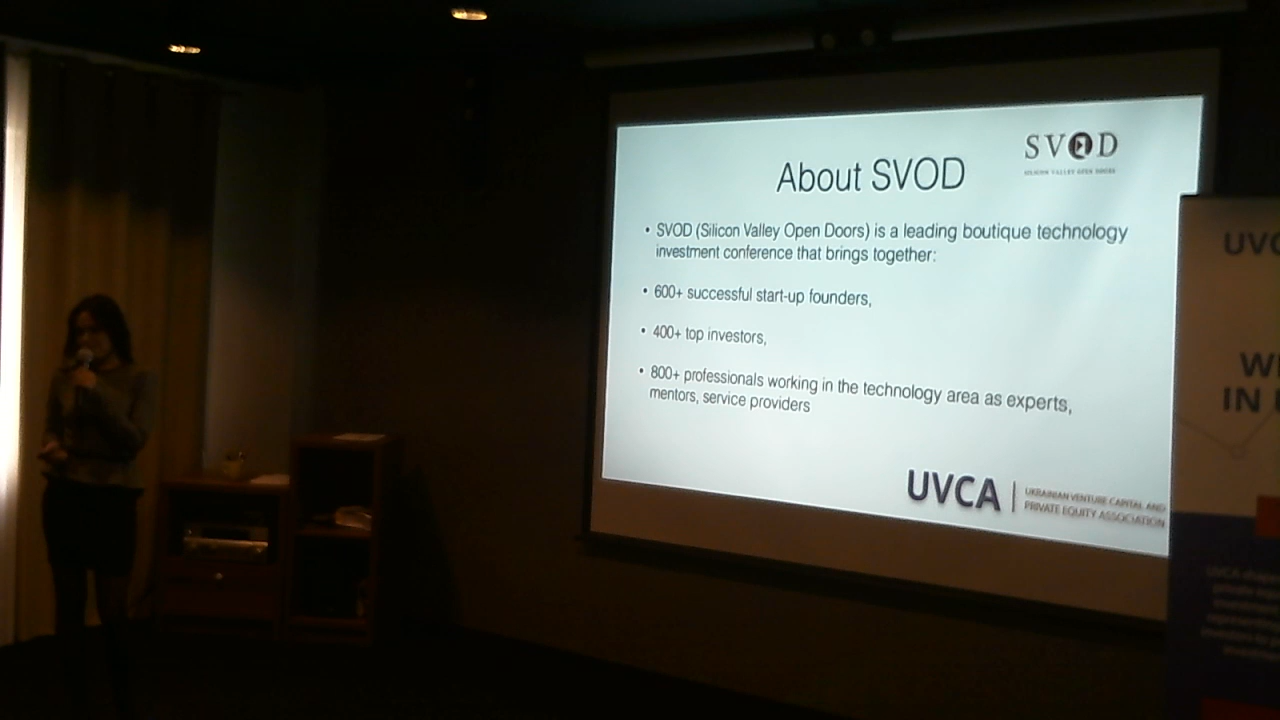 About SVOD
SVOD
SILICON VALLEY OPEN DOORS
• SVOD (Silicon Valley Open Doors) is a leading boutique technology
investment conference that brings together:
• 600+ successful start-up founders,
• 400+ top investors,
• 800+ professionals working in the technology area as experts,
mentors, service providers
UVCA
UKRAINIAN VENTURE CAPITAL AND
PRIVATE EQUITY ASSOCIATION
IN